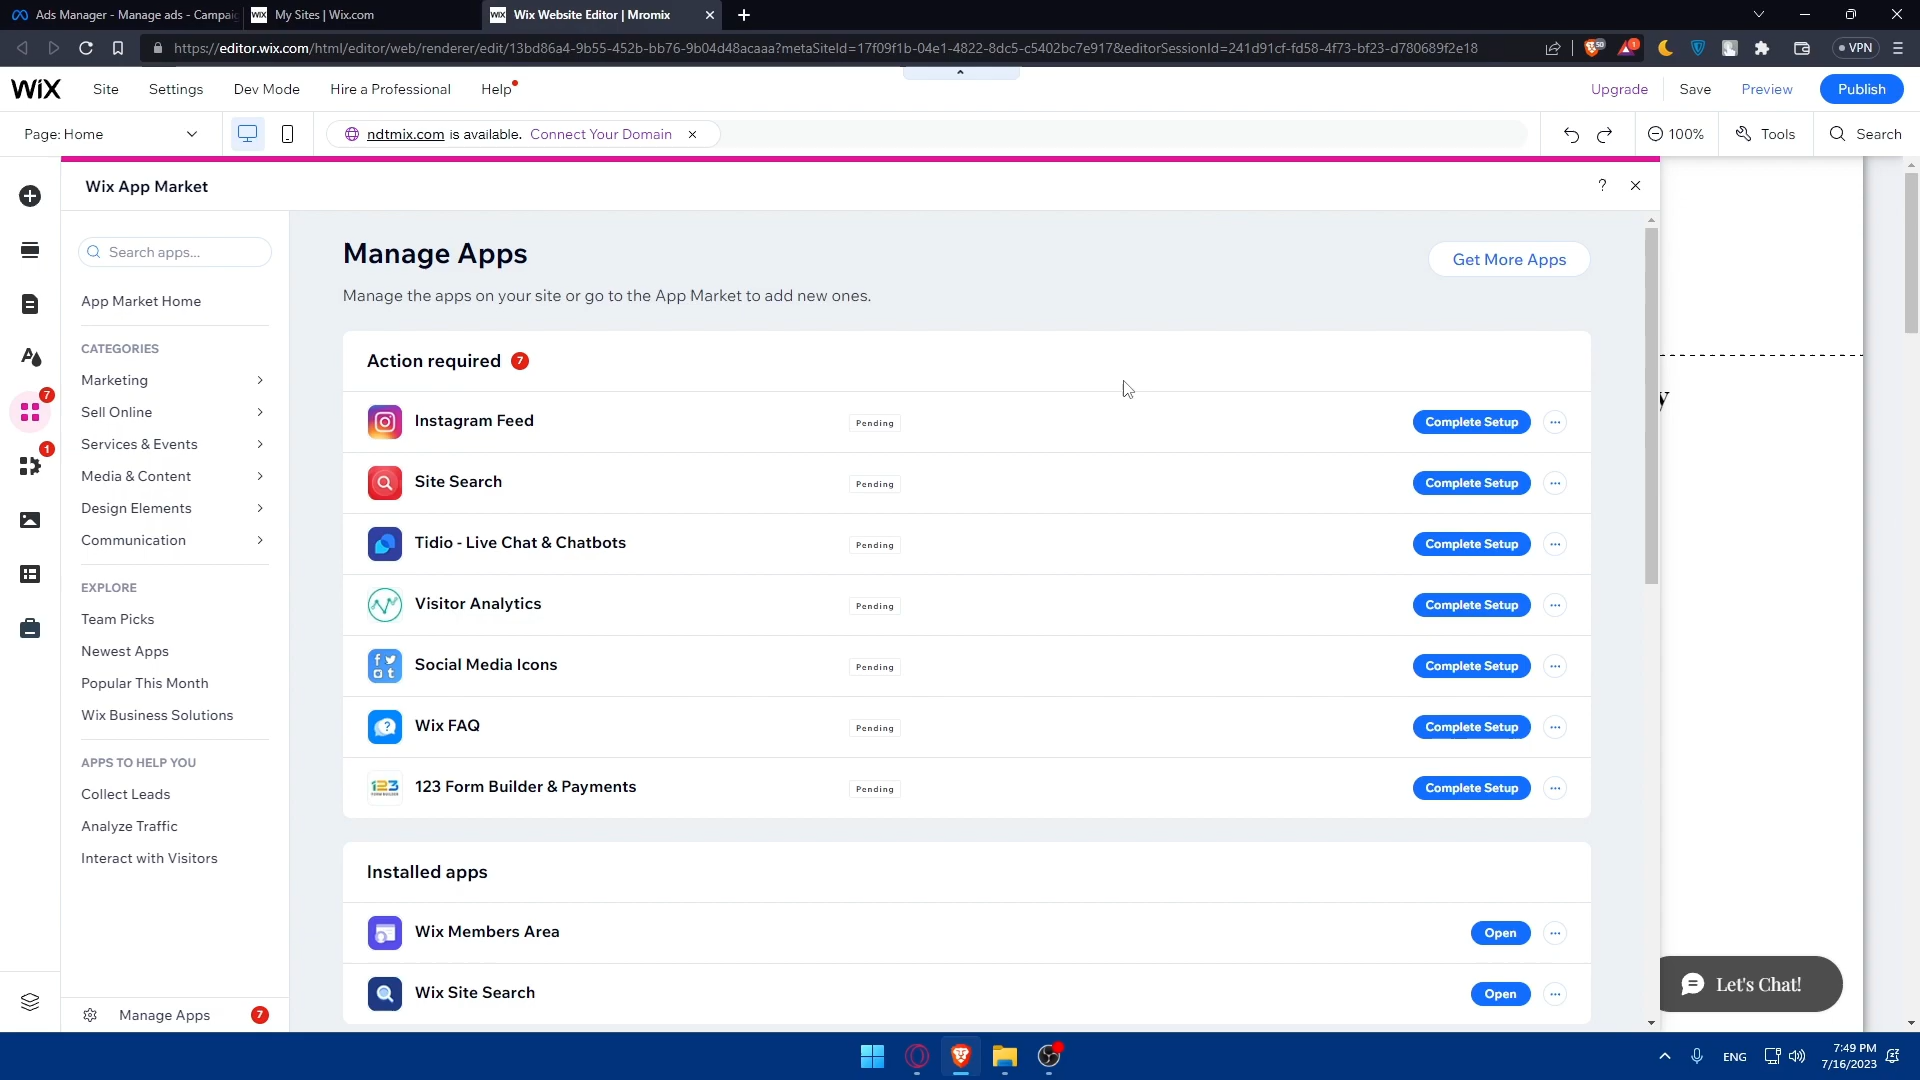 Ads Manager - Manage ads - Campaig
WIX My Sites | Wix.com
WIX Wix Website Editor | Mromix
https://editor.wix.com/html/editor/web/renderer/edit/13bd86a4-9b55-452b-bb76-9b04d48acaaa?metaSiteId=17f09f1b-04e1-4822-8dc5-c5402bc7e917&editorSessionId=241d91cf-fd58-4f73-bf23-d780689f2e18
VPN
WiX Site Settings Dev Mode Hire a Professional Help Upgrade Save Preview Publish
Page: Home ndtmix.com is available. Connect Your Domain 100% Tools Search
Wix App Market ?
Search apps...
App Market Home
CATEGORIES
Marketing
Sell Online
Services & Events
Media & Content
Design Elements
Communication
EXPLORE
Team Picks
Newest Apps
Popular This Month
Wix Business Solutions
APPS TO HELP YOU
Collect Leads
Analyze Traffic
Interact with Visitors
Manage Apps 7
7
1
Manage Apps
Get More Apps
Manage the apps on your site or go to the App Market to add new ones.
Action required 7
Instagram Feed Pending Complete Setup
Site Search Pending Complete Setup
Tidio - Live Chat & Chatbots Pending Complete Setup
Visitor Analytics Pending Complete Setup
Social Media Icons Pending Complete Setup
Wix FAQ Pending Complete Setup
123 Form Builder & Payments Pending Complete Setup
Installed apps
Wix Members Area Open
Wix Site Search Open
y
Let's Chat!
ENG
7:49 PM
7/16/2023